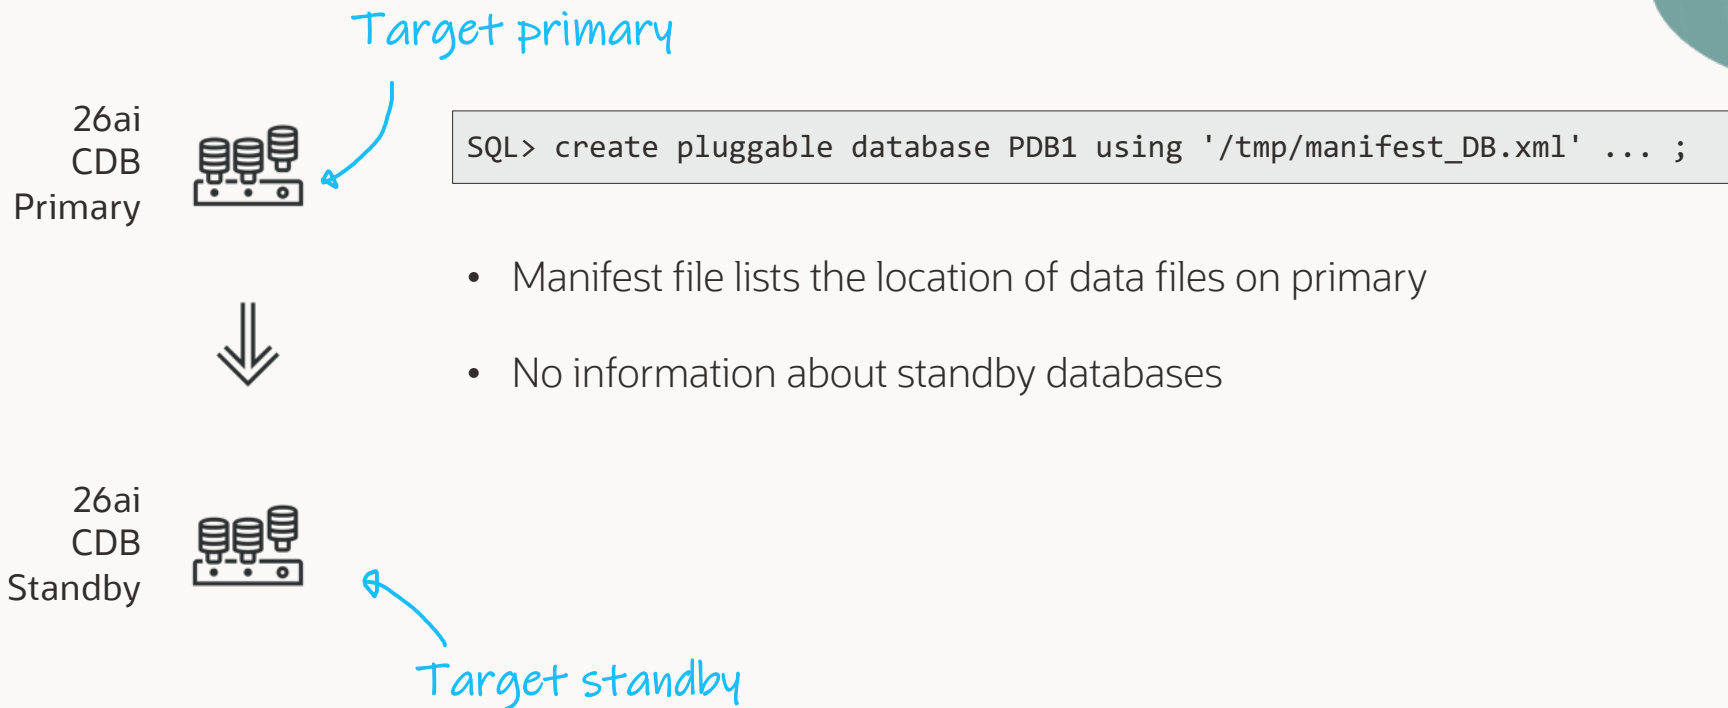 Target primary
26ai
CDB
Primary
SQL> create pluggable database PDB1 using '/tmp/manifest_DB.xml' ... ;
• Manifest file lists the location of data files on primary
• No information about standby databases
26ai
CDB
Standby
Target standby